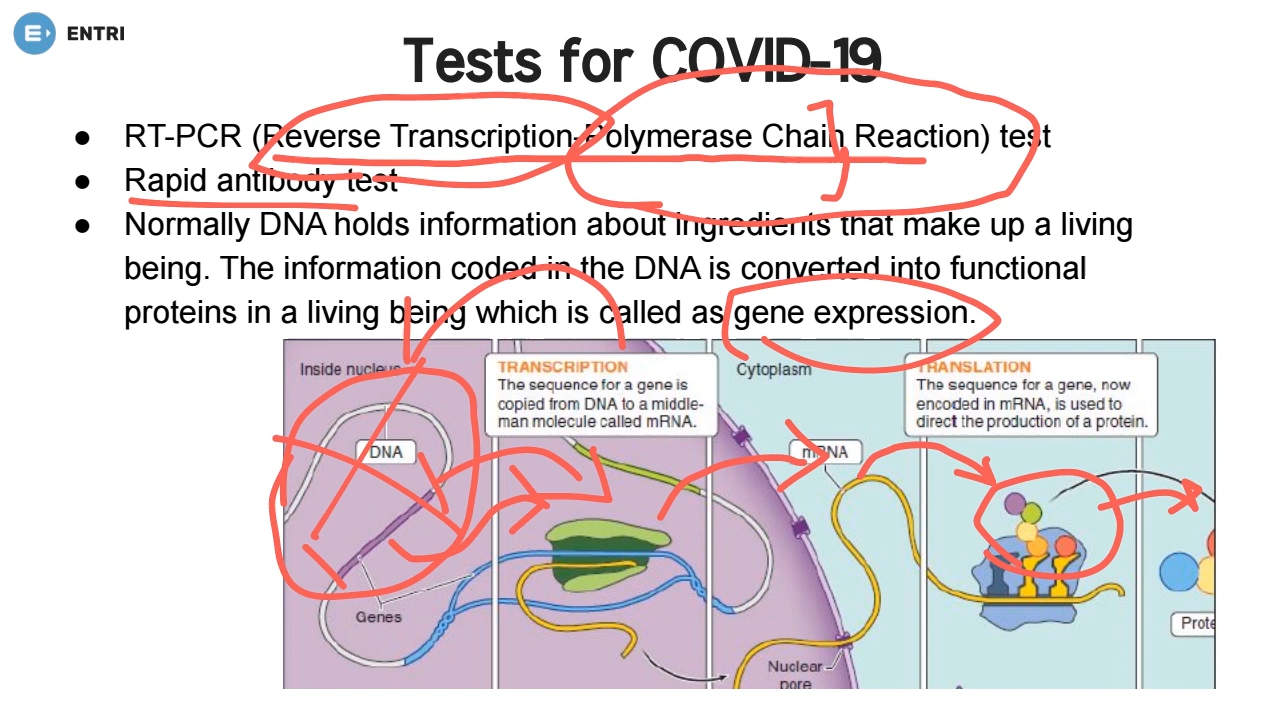 ENTRI
Tests for COVID-19
● RT-PCR (Reverse Transcription-Polymerase Chain Reaction) test
● Rapid antibody test
● Normally DNA holds information about ingredients that make up a living
being. The information coded in the DNA is converted into functional
proteins in a living being which is called as gene expression.
Inside nucleus
TRANSCRIPTION
The sequence for a gene is
copied from DNA to a middle-
man molecule called mRNA.
Cytoplasm
TRANSLATION
The sequence for a gene, now
encoded in mRNA, is used to
direct the production of a protein.
DNA
mRNA
Genes
Prote
Nuclear
pore